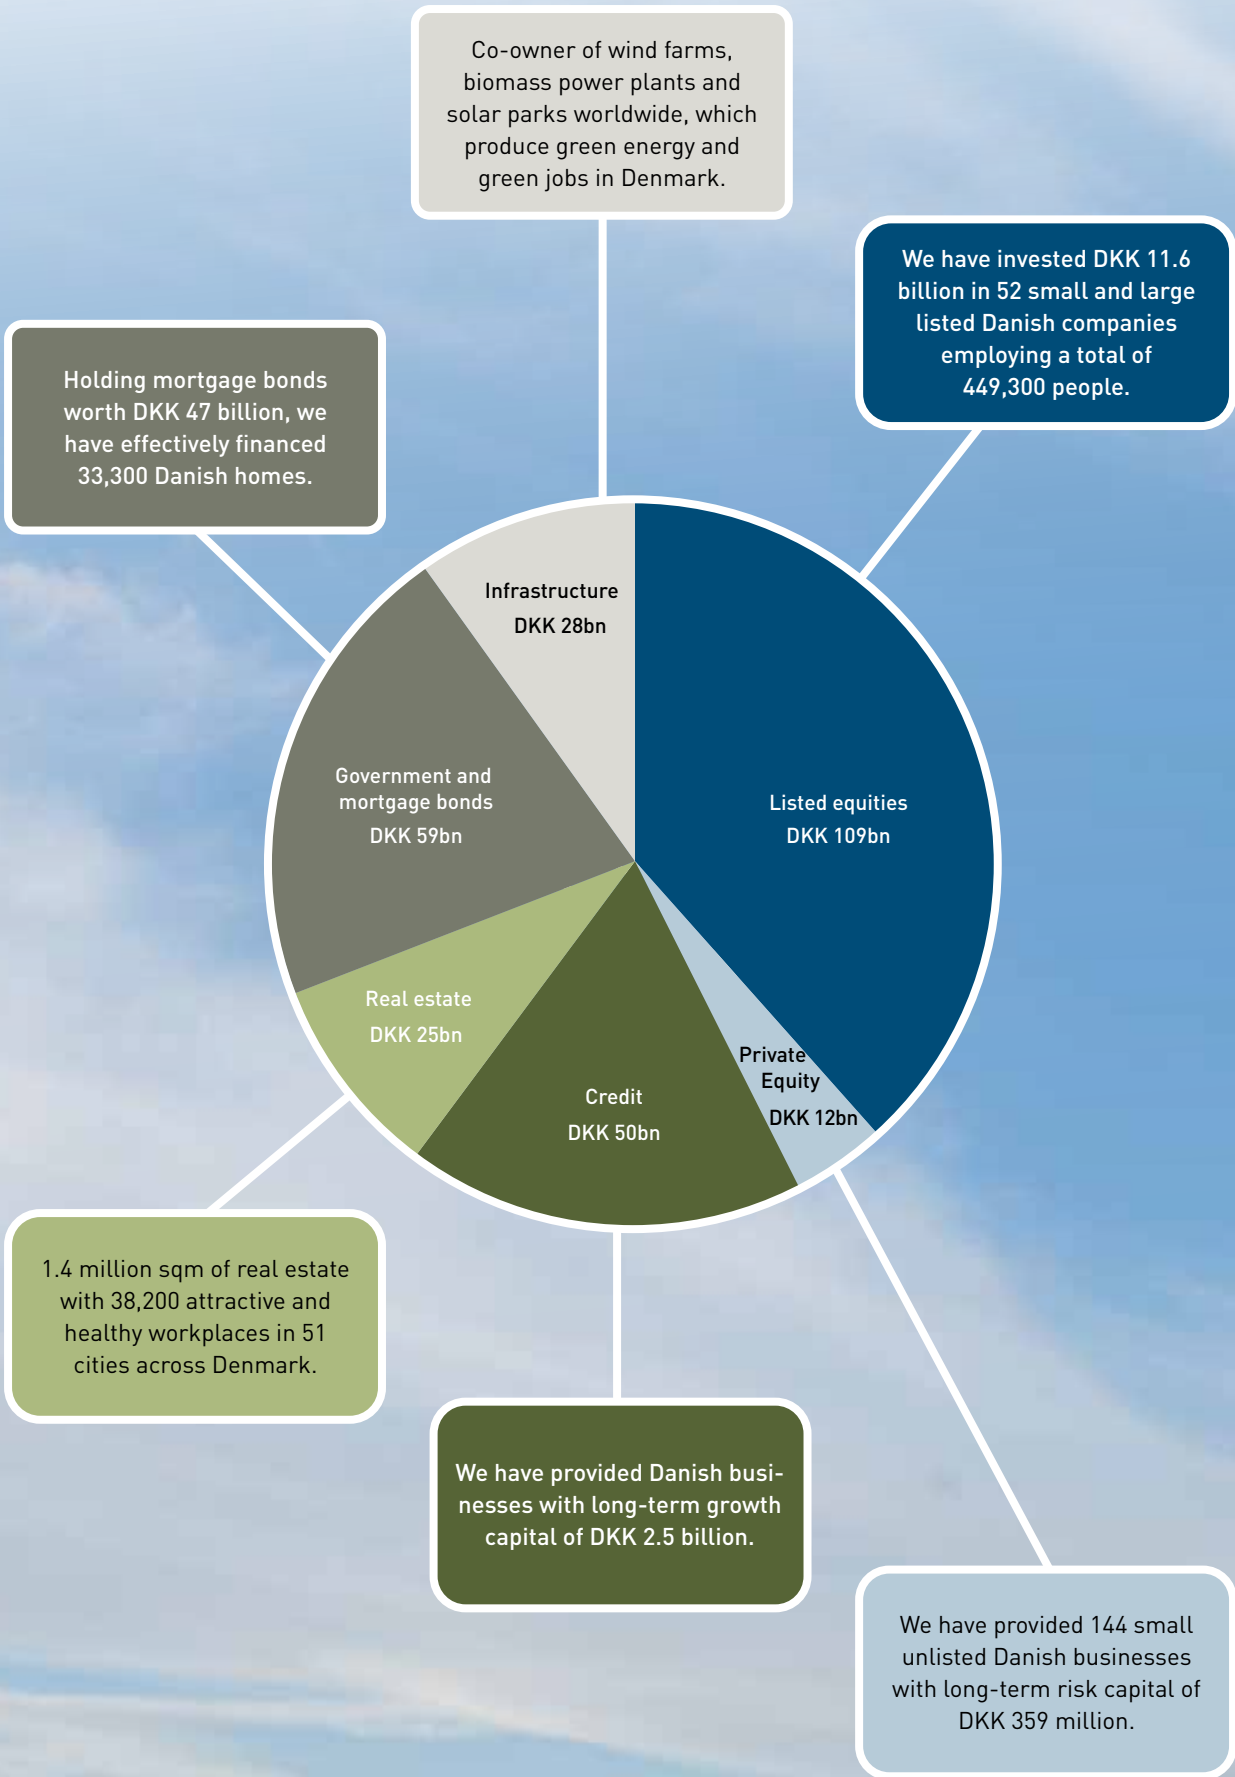 Co-owner of wind farms,
biomass power plants and
solar parks worldwide, which
produce green energy and
green jobs in Denmark.
We have invested DKK 11.6
billion in 52 small and large
listed Danish companies
employing a total of
449,300 people.
Holding mortgage bonds
worth DKK 47 billion, we
have effectively financed
33,300 Danish homes.
Infrastructure
DKK 28bn
Government and
mortgage bonds
DKK 59bn
Listed equities
DKK 109bn
Real estate
DKK 25bn
Private
Equity
DKK 12bn
Credit
DKK 50bn
1.4 million sqm of real estate
with 38,200 attractive and
healthy workplaces in 51
cities across Denmark.
We have provided Danish busi-
nesses with long-term growth
capital of DKK 2.5 billion.
We have provided 144 small
unlisted Danish businesses
with long-term risk capital of
DKK 359 million.